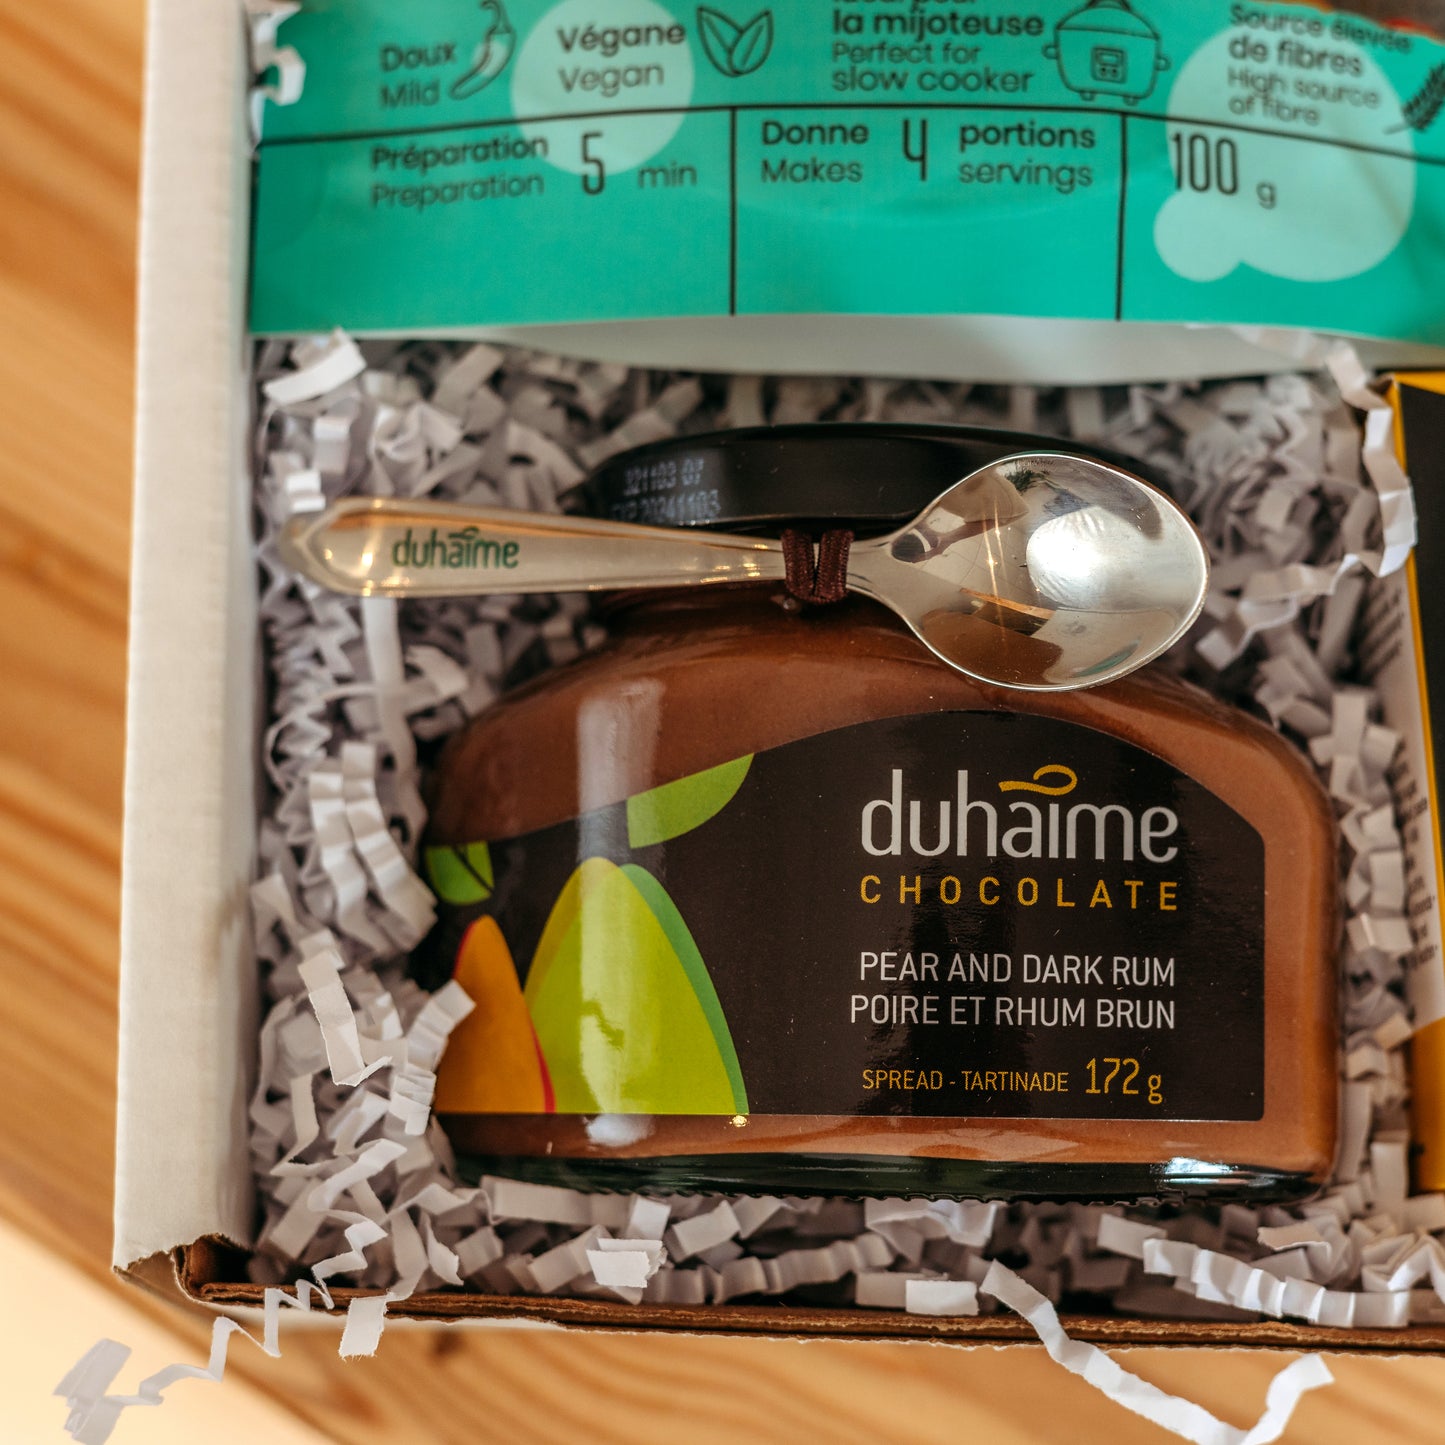 Doux
Mild
Végane
Vegan
la mijoteuse
Perfect for
slow cooker
Source élevée
de fibres
High source
of fibre
Préparation
Preparation
5 min
Donne
Makes
4
portions
servings
100 g
duhaime
duhaime
CHOCOLATE
PEAR AND DARK RUM
POIRE ET RHUM BRUN
SPREAD - TARTINADE 172 g